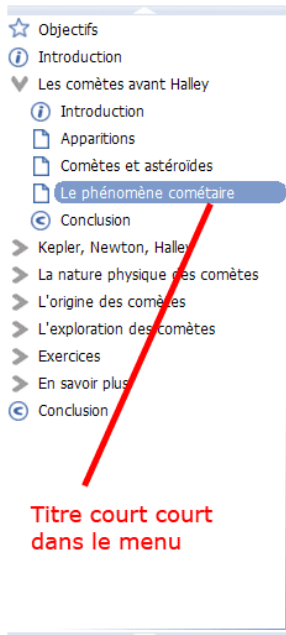 Objectifs
Introduction
Les comètes avant Halley
Introduction
Apparitions
Comètes et astéroïdes
Le phénomène cométaire
Conclusion
Kepler, Newton, Halley
La nature physique des comètes
L'origine des comètes
L'exploration des comètes
Exercices
En savoir plus
Conclusion
Titre court court
dans le menu